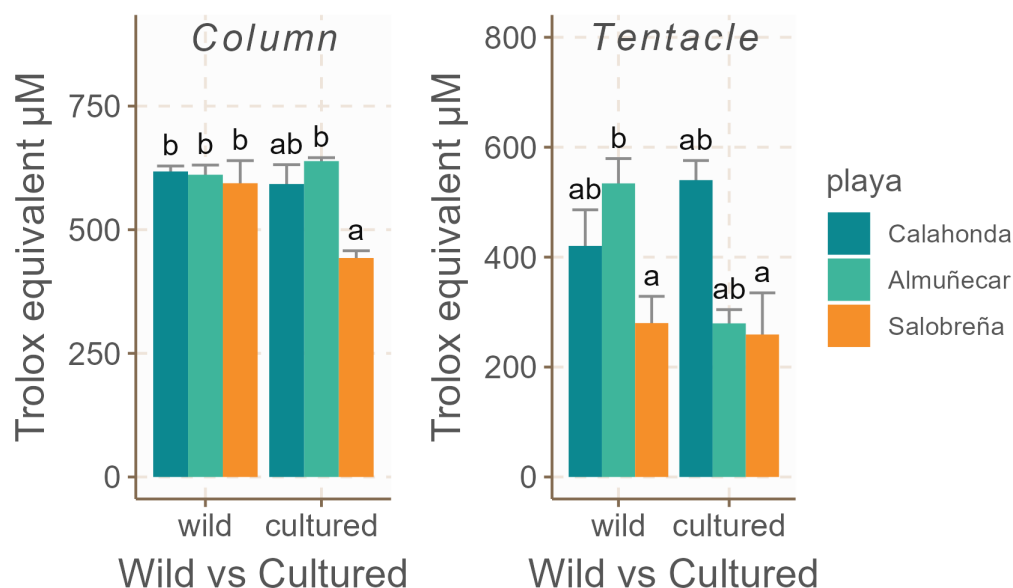 Column
Trolox equivalent µM
750
500
250
0
b b b ab b a
wild cultured
Wild vs Cultured
Tentacle
Trolox equivalent µM
800
600
400
200
0
ab b a ab ab a
wild cultured
Wild vs Cultured
playa
Calahonda
Almuñecar
Salobreña